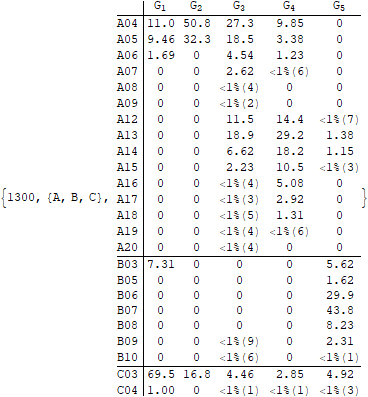 G₁ G₂ G₃ G₄ G₅
A04 11.0 50.8 27.3 9.85 0
A05 9.46 32.3 18.5 3.38 0
A06 1.69 0 4.54 1.23 0
A07 0 0 2.62 <1%(6) 0
A08 0 0 <1%(4) 0 0
A09 0 0 <1%(2) 0 0
A12 0 0 11.5 14.4 <1%(7)
A13 0 0 18.9 29.2 1.38
A14 0 0 6.62 18.2 1.15
A15 0 0 2.23 10.5 <1%(3)
A16 0 0 <1%(4) 5.08 0
{1300, {A, B, C}, A17 0 0 <1%(3) 2.92 0 }
A18 0 0 <1%(5) 1.31 0
A19 0 0 <1%(4) <1%(6) 0
A20 0 0 <1%(4) 0 0
B03 7.31 0 0 0 5.62
B05 0 0 0 0 1.62
B06 0 0 0 0 29.9
B07 0 0 0 0 43.8
B08 0 0 0 0 8.23
B09 0 0 <1%(9) 0 2.31
B10 0 0 <1%(6) 0 <1%(1)
C03 69.5 16.8 4.46 2.85 4.92
C04 1.00 0 <1%(1) <1%(1) <1%(3)